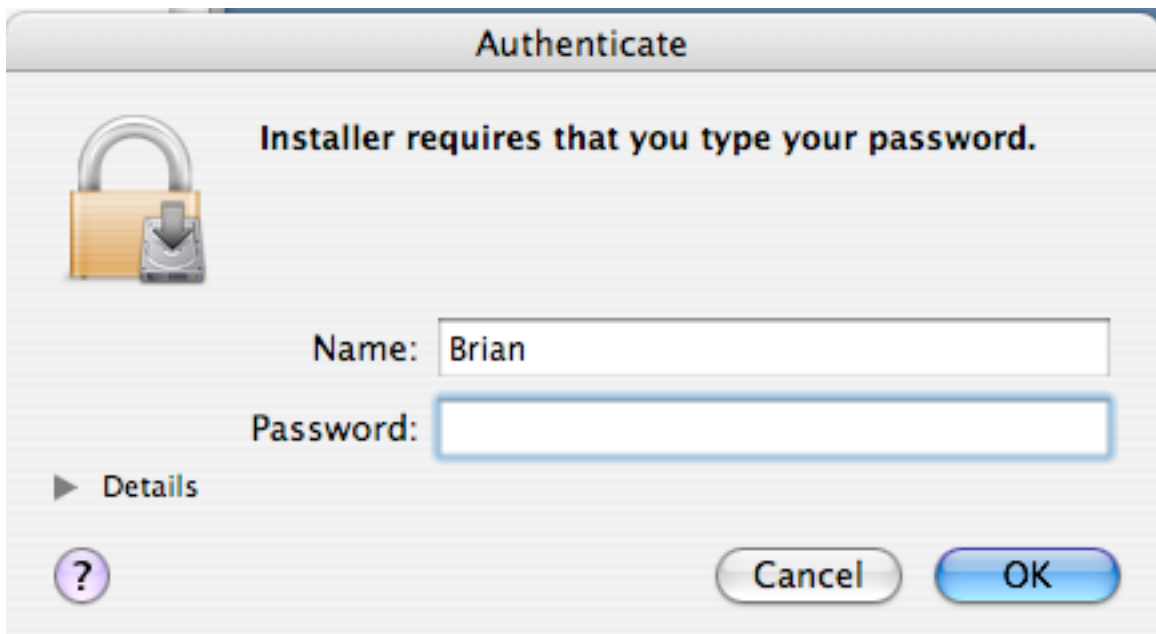 Authenticate
Installer requires that you type your password.
Name: Brian
Password:
Details
?
Cancel OK